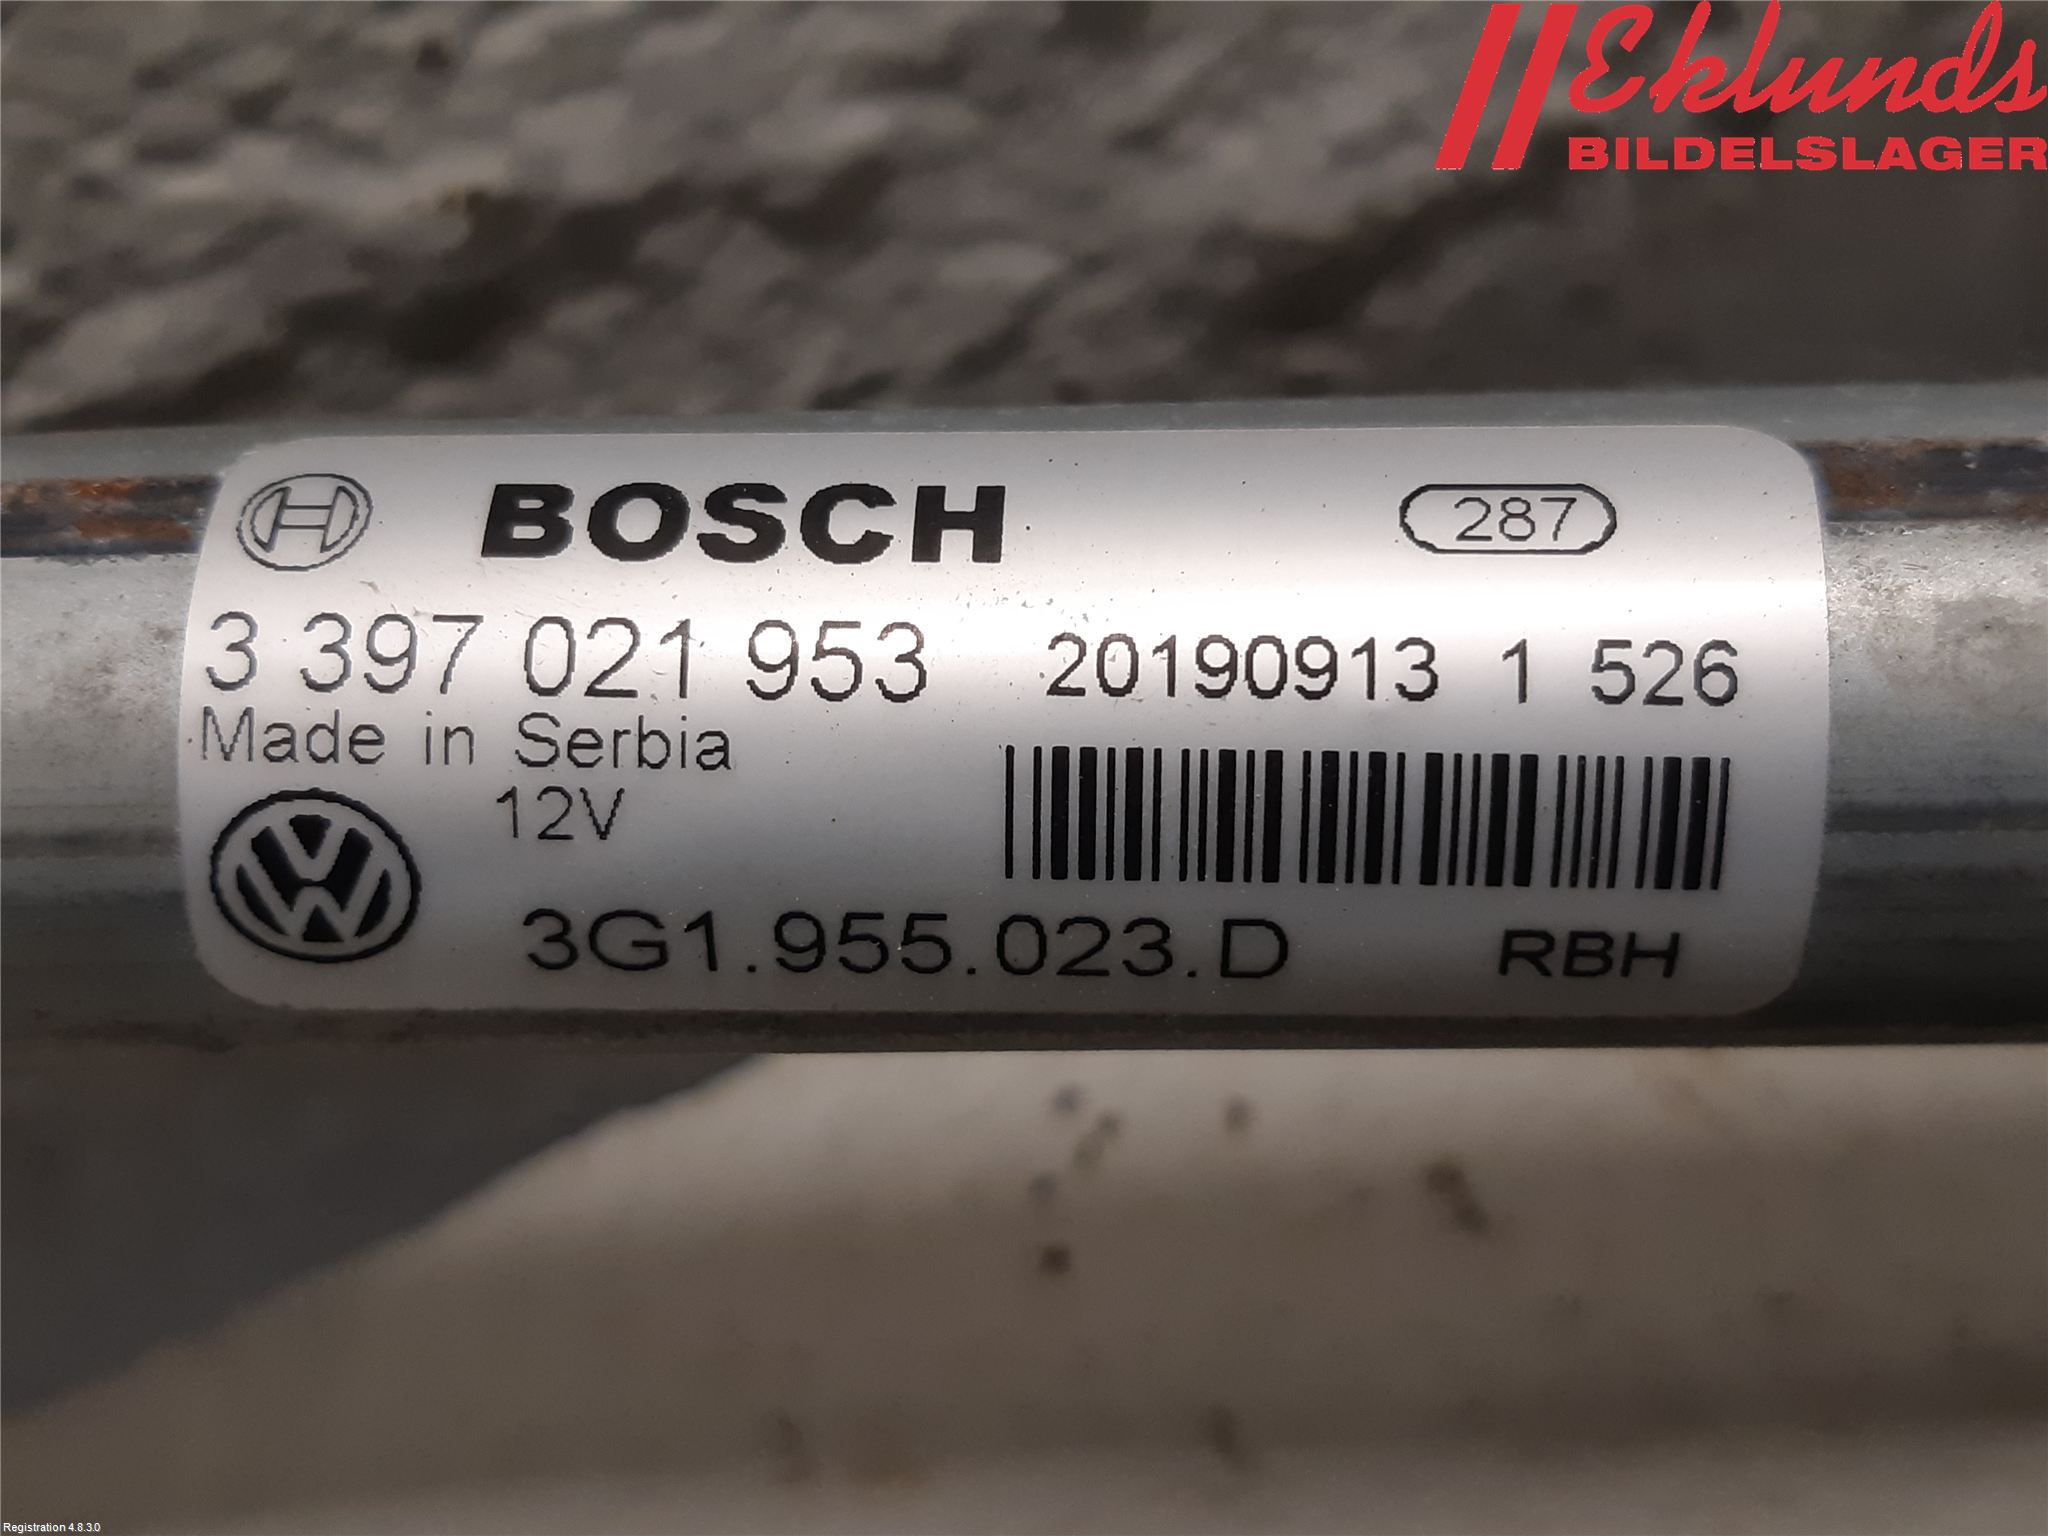 Eklunds
BILDELSLAGER
BOSCH 287
3 397 021 953 20190913 1 526
Made in Serbia
12V
3G1.955.023.D RBH
Registration 4.8.3.0